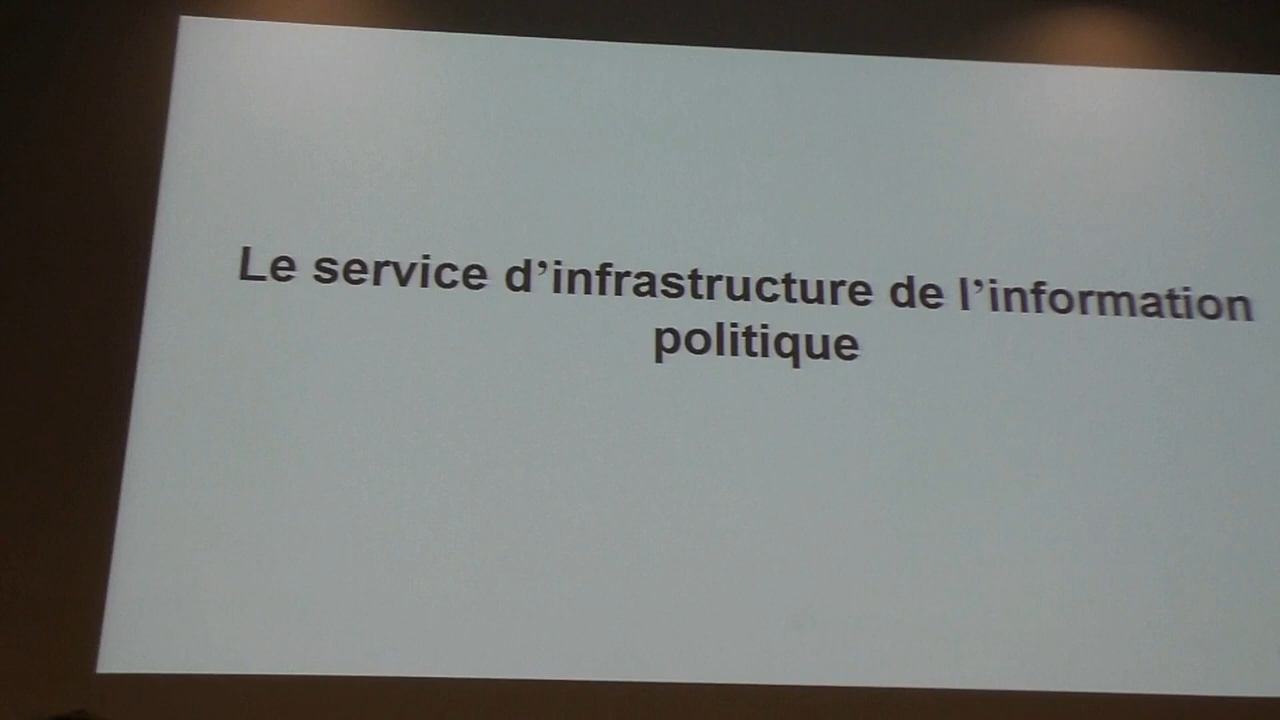 Le service d’infrastructure de l’information
politique